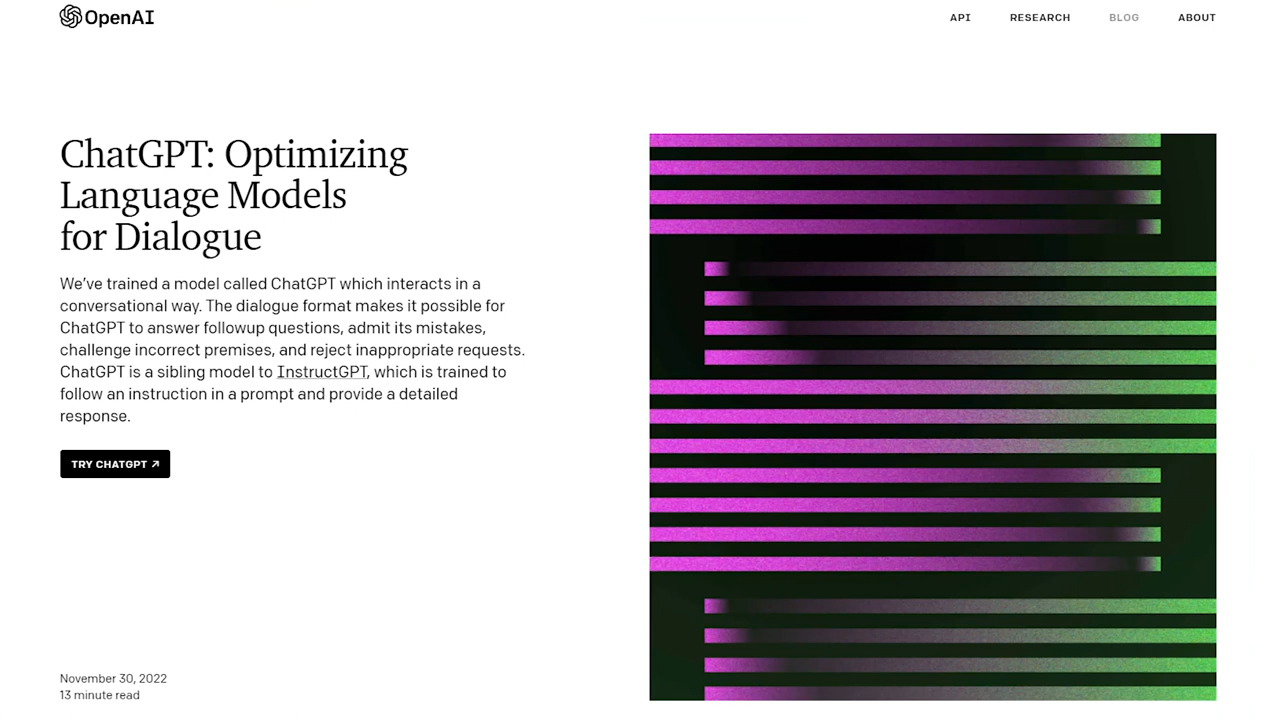 OpenAI
API RESEARCH BLOG ABOUT
ChatGPT: Optimizing
Language Models
for Dialogue
We’ve trained a model called ChatGPT which interacts in a
conversational way. The dialogue format makes it possible for
ChatGPT to answer followup questions, admit its mistakes,
challenge incorrect premises, and reject inappropriate requests.
ChatGPT is a sibling model to InstructGPT, which is trained to
follow an instruction in a prompt and provide a detailed
response.
TRY CHATGPT ↗
November 30, 2022
13 minute read